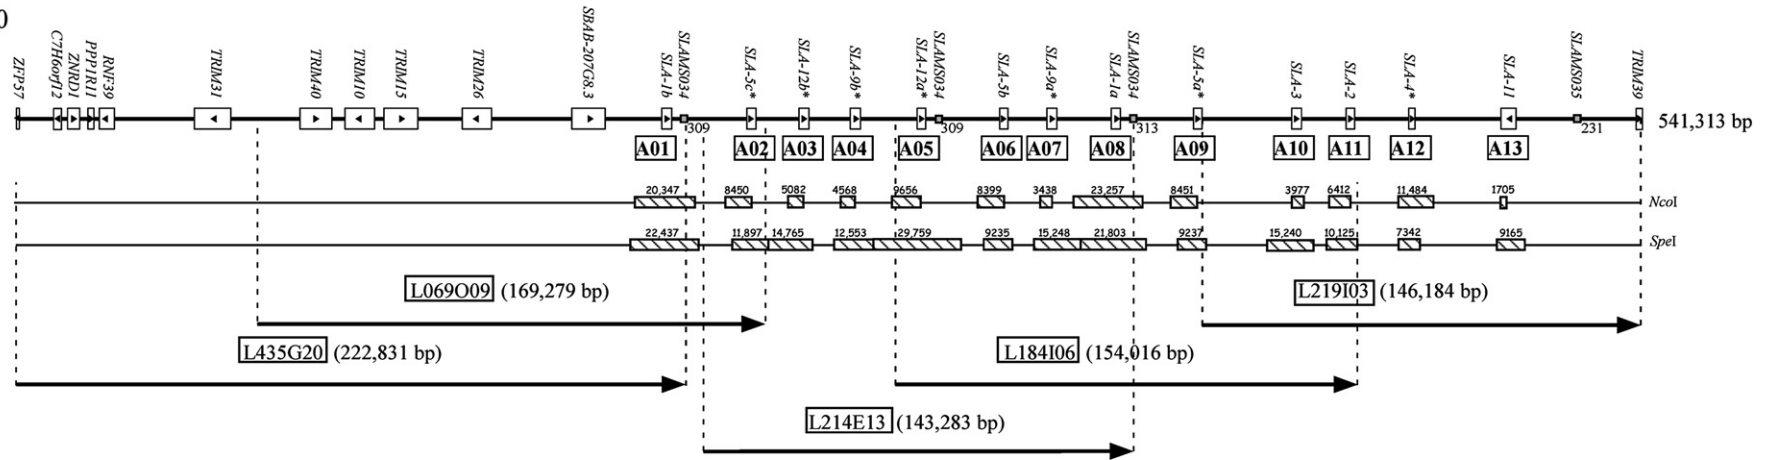 0
ZFP57 C7H6orf12 ZNRD1 PPP1R11 RNF39 TRIM31 TRIM40 TRIM10 TRIM15 TRIM26 SBAB-207G8.3 SLA-1b SLAMS034 SLA-5c* SLA-12b* SLA-9b* SLA-12a* SLAMS034 SLA-5b SLA-9a* SLA-1a SLAMS034 SLA-5a* SLA-3 SLA-2 SLA-4* SLA-11 SLAMS035 TRIM39
309 309 313 231 541,313 bp
A01 A02 A03 A04 A05 A06 A07 A08 A09 A10 A11 A12 A13
20,347 8450 5082 4568 9656 8399 3438 23,257 8451 3977 6412 11,484 1705 NcoI
22,437 11,897 14,765 12,553 29,759 9235 15,248 21,803 9237 15,240 10,125 7342 9165 SpeI
L069O09 (169,279 bp) L219I03 (146,184 bp)
L435G20 (222,831 bp) L184I06 (154,016 bp)
L214E13 (143,283 bp)